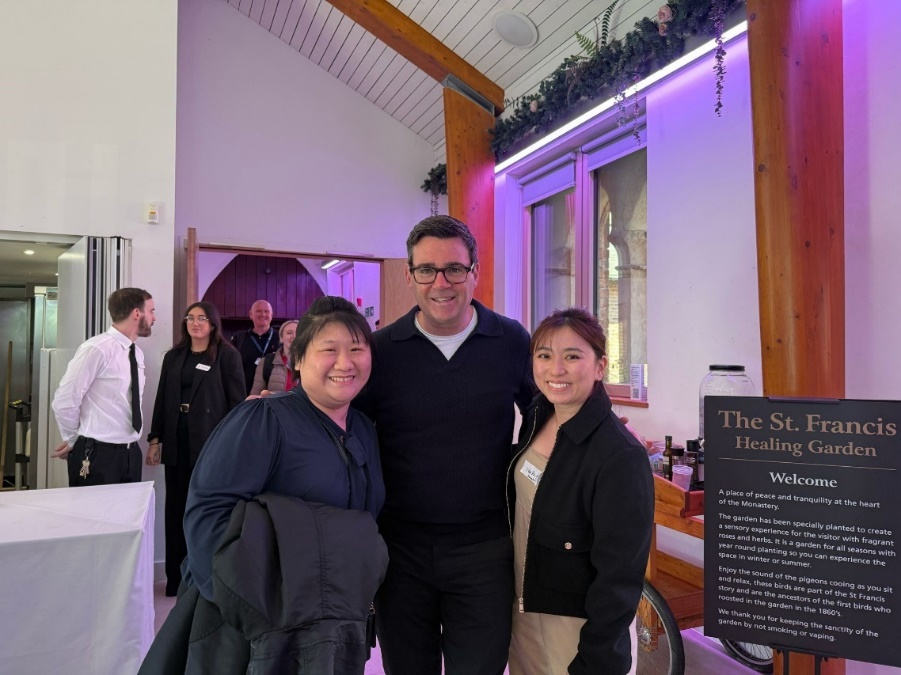 The St. Francis
Healing Garden
Welcome
A place of peace and tranquility at the heart
of the Monastery.
The garden has been specially planted to create
a sensory experience for the visitor with fragrant
roses and herbs. It is a garden for all seasons with
year round planting so you can experience the
space in winter or summer.
Enjoy the sound of the pigeons cooing as you sit
and relax, these birds are part of the St Francis
story and are the ancestors of the first birds who
roosted in the garden in the 1860's.
We thank you for keeping the sanctity of the
garden by not smoking or vaping.